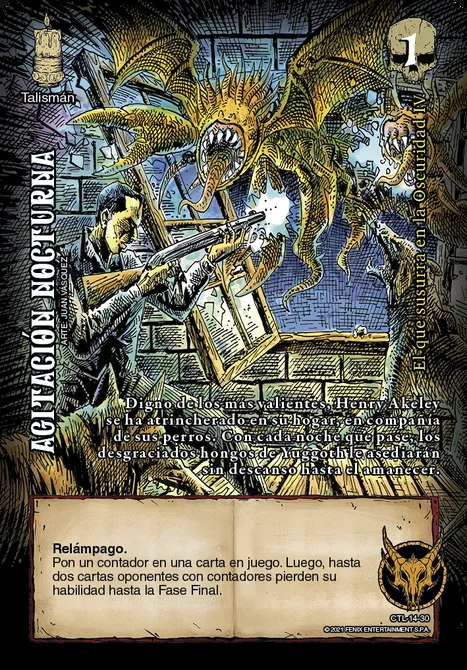 1
Talismán
AGITACIÓN NOCTURNA
ARTE: JUAN VASQUEZ
El que susurra en la Oscuridad IV
Digno de los más valientes, Henry Akeley
se ha atrincherado en su hogar, en compañía
de sus perros. Con cada noche que pase, los
desgraciados hongos de Yuggoth le asediarán
sin descanso hasta el amanecer.
Relámpago.
Pon un contador en una carta en juego. Luego, hasta
dos cartas oponentes con contadores pierden su
habilidad hasta la Fase Final.
CTL-14-30
© 2021 FENIX ENTERTAINMENT S.P.A.